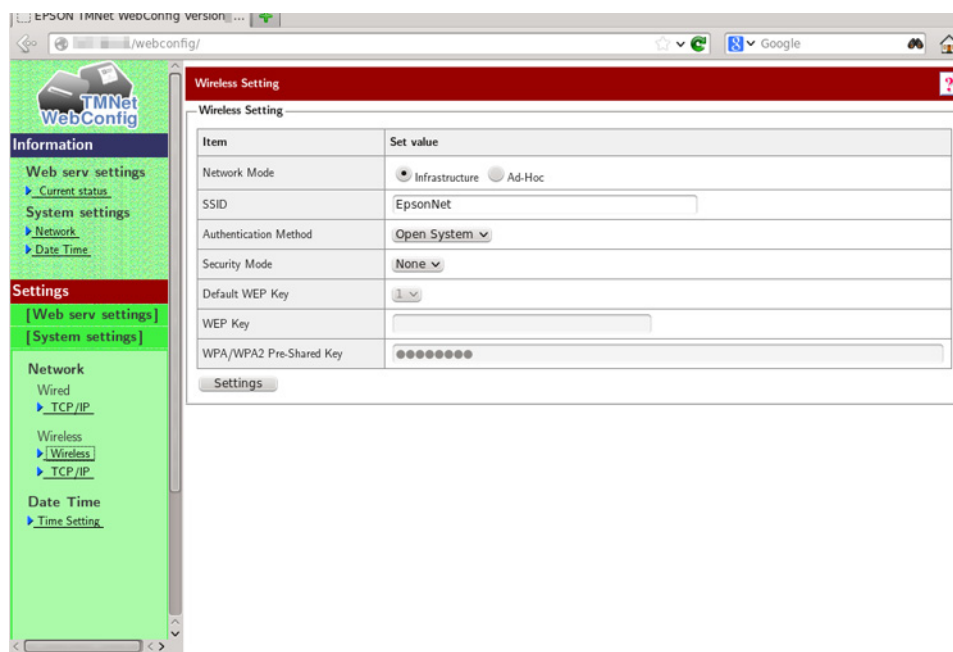 EPSON TMNet WebConfig Version ...
/webconfig/
Google
TMNet
WebConfig
Information
Web serv settings
Current status
System settings
Network
Date Time
Settings
[Web serv settings]
[System settings]
Network
Wired
TCP/IP
Wireless
Wireless
TCP/IP
Date Time
Time Setting
Wireless Setting
?
Wireless Setting
Item Set value
Network Mode Infrastructure Ad-Hoc
SSID EpsonNet
Authentication Method Open System
Security Mode None
Default WEP Key 1
WEP Key
WPA/WPA2 Pre-Shared Key ●●●●●●●●
Settings